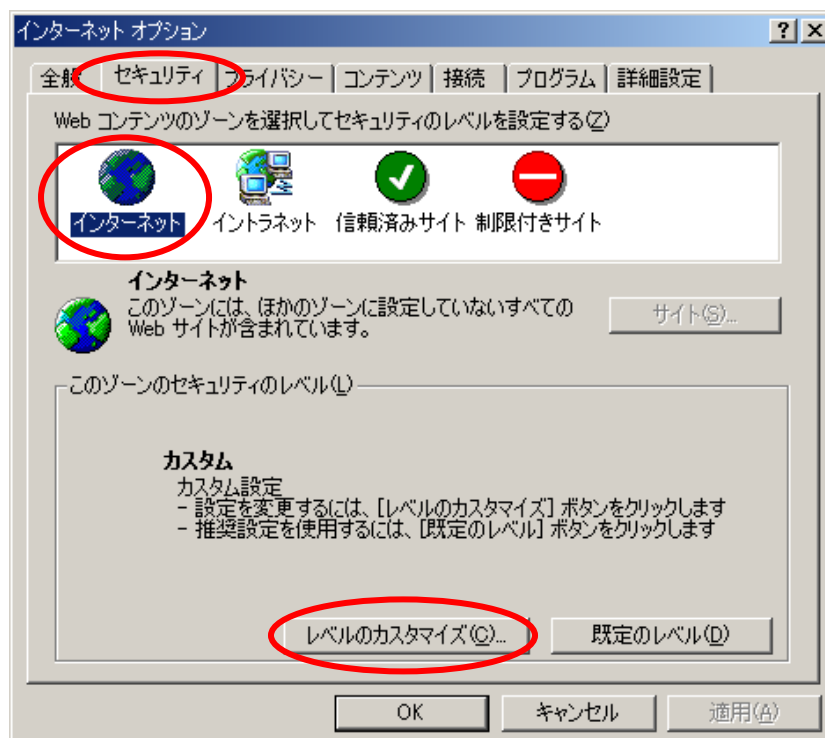 インターネット オプション
全般 セキュリティ プライバシー コンテンツ 接続 プログラム 詳細設定
Web コンテンツのゾーンを選択してセキュリティのレベルを設定する(Z)
インターネット イントラネット 信頼済みサイト 制限付きサイト
インターネット
このゾーンには、ほかのゾーンに設定していないすべての
Web サイトが含まれています。
サイト(S)...
このゾーンのセキュリティのレベル(L)
カスタム
カスタム設定
- 設定を変更するには、[レベルのカスタマイズ] ボタンをクリックします
- 推奨設定を使用するには、[既定のレベル] ボタンをクリックします
レベルのカスタマイズ(C)... 既定のレベル(D)
OK キャンセル 適用(A)